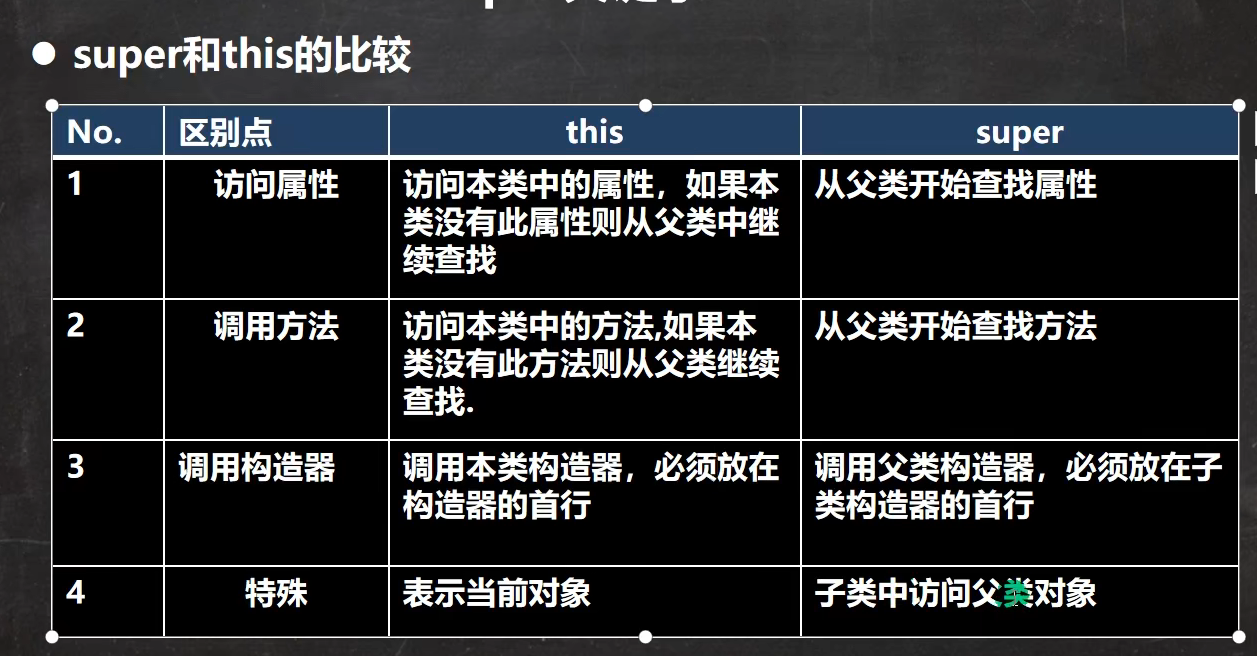 super和this的比较
No. 区别点 this super
1 访问属性 访问本类中的属性，如果本类没有此属性则从父类中继续查找 从父类开始查找属性
2 调用方法 访问本类中的方法,如果本类没有此方法则从父类继续查找. 从父类开始查找方法
3 调用构造器 调用本类构造器，必须放在构造器的首行 调用父类构造器，必须放在子类构造器的首行
4 特殊 表示当前对象 子类中访问父类对象